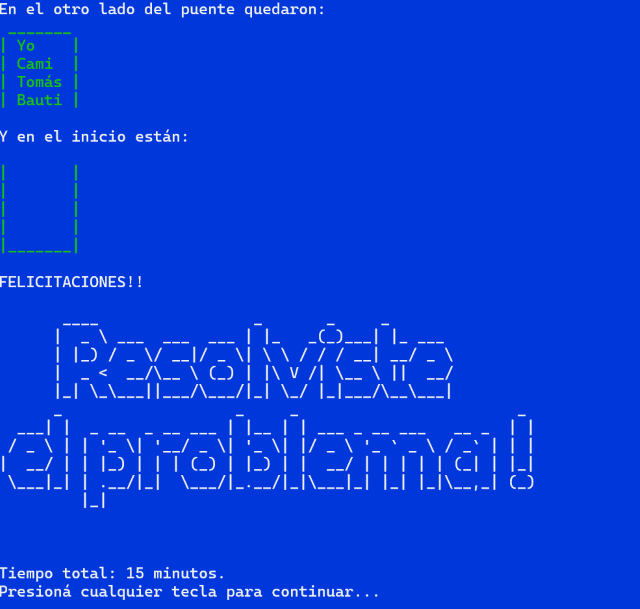 En el otro lado del puente quedaron:
Yo
Cami
Tomás
Bauti
Y en el inicio están:
FELICITACIONES!!
Resolviste
el problema!
Tiempo total: 15 minutos.
Presioná cualquier tecla para continuar...